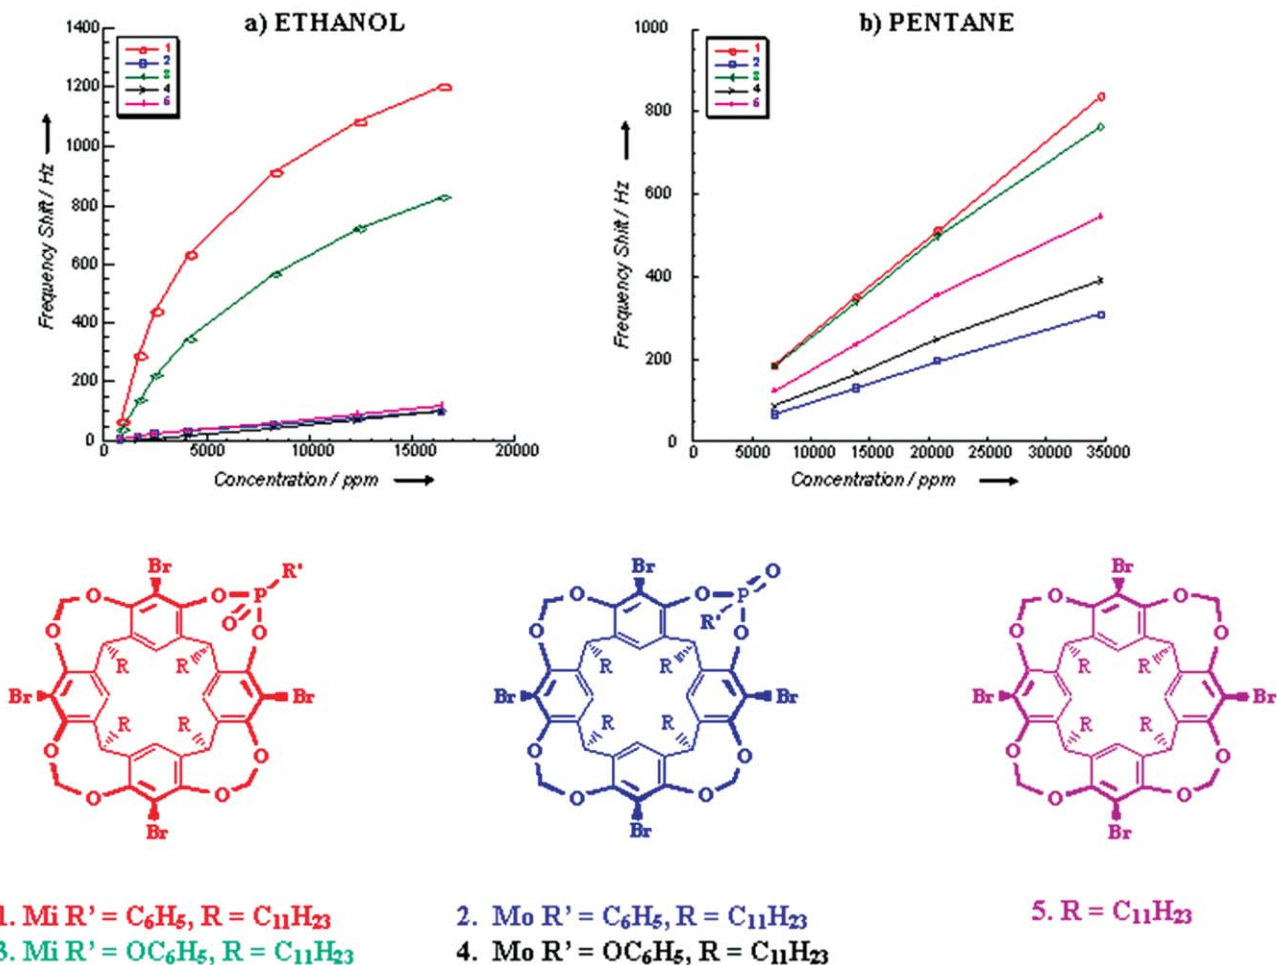 a) ETHANOL
1400
1200
1000
800
600
400
200
0
Frequency Shift / Hz
1
2
3
4
5
0 5000 10000 15000 20000
Concentration / ppm
b) PENTANE
1000
800
600
400
200
0
Frequency Shift / Hz
1
2
3
4
5
0 5000 10000 15000 20000 25000 30000 35000
Concentration / ppm
Br
R'
O O P
O O O
R R
Br Br
R R
O O
O O
Br
Br
O
O O P
R'
O O
R R
Br Br
R R
O O
O O
Br
Br
O O
O O
R R
Br Br
R R
O O
O O
Br
1. Mi R' = C₆H₅, R = C₁₁H₂₃
3. Mi R' = OC₆H₅, R = C₁₁H₂₃
2. Mo R' = C₆H₅, R = C₁₁H₂₃
4. Mo R' = OC₆H₅, R = C₁₁H₂₃
5. R = C₁₁H₂₃